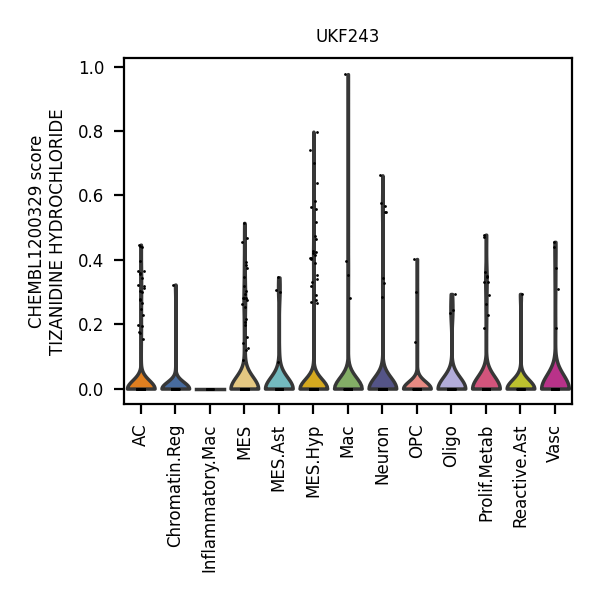 UKF243
CHEMBL1200329 score
TIZANIDINE HYDROCHLORIDE
1.0
0.8
0.6
0.4
0.2
0.0
AC
Chromatin.Reg
Inflammatory.Mac
MES
MES.Ast
MES.Hyp
Mac
Neuron
OPC
Oligo
Prolif.Metab
Reactive.Ast
Vasc